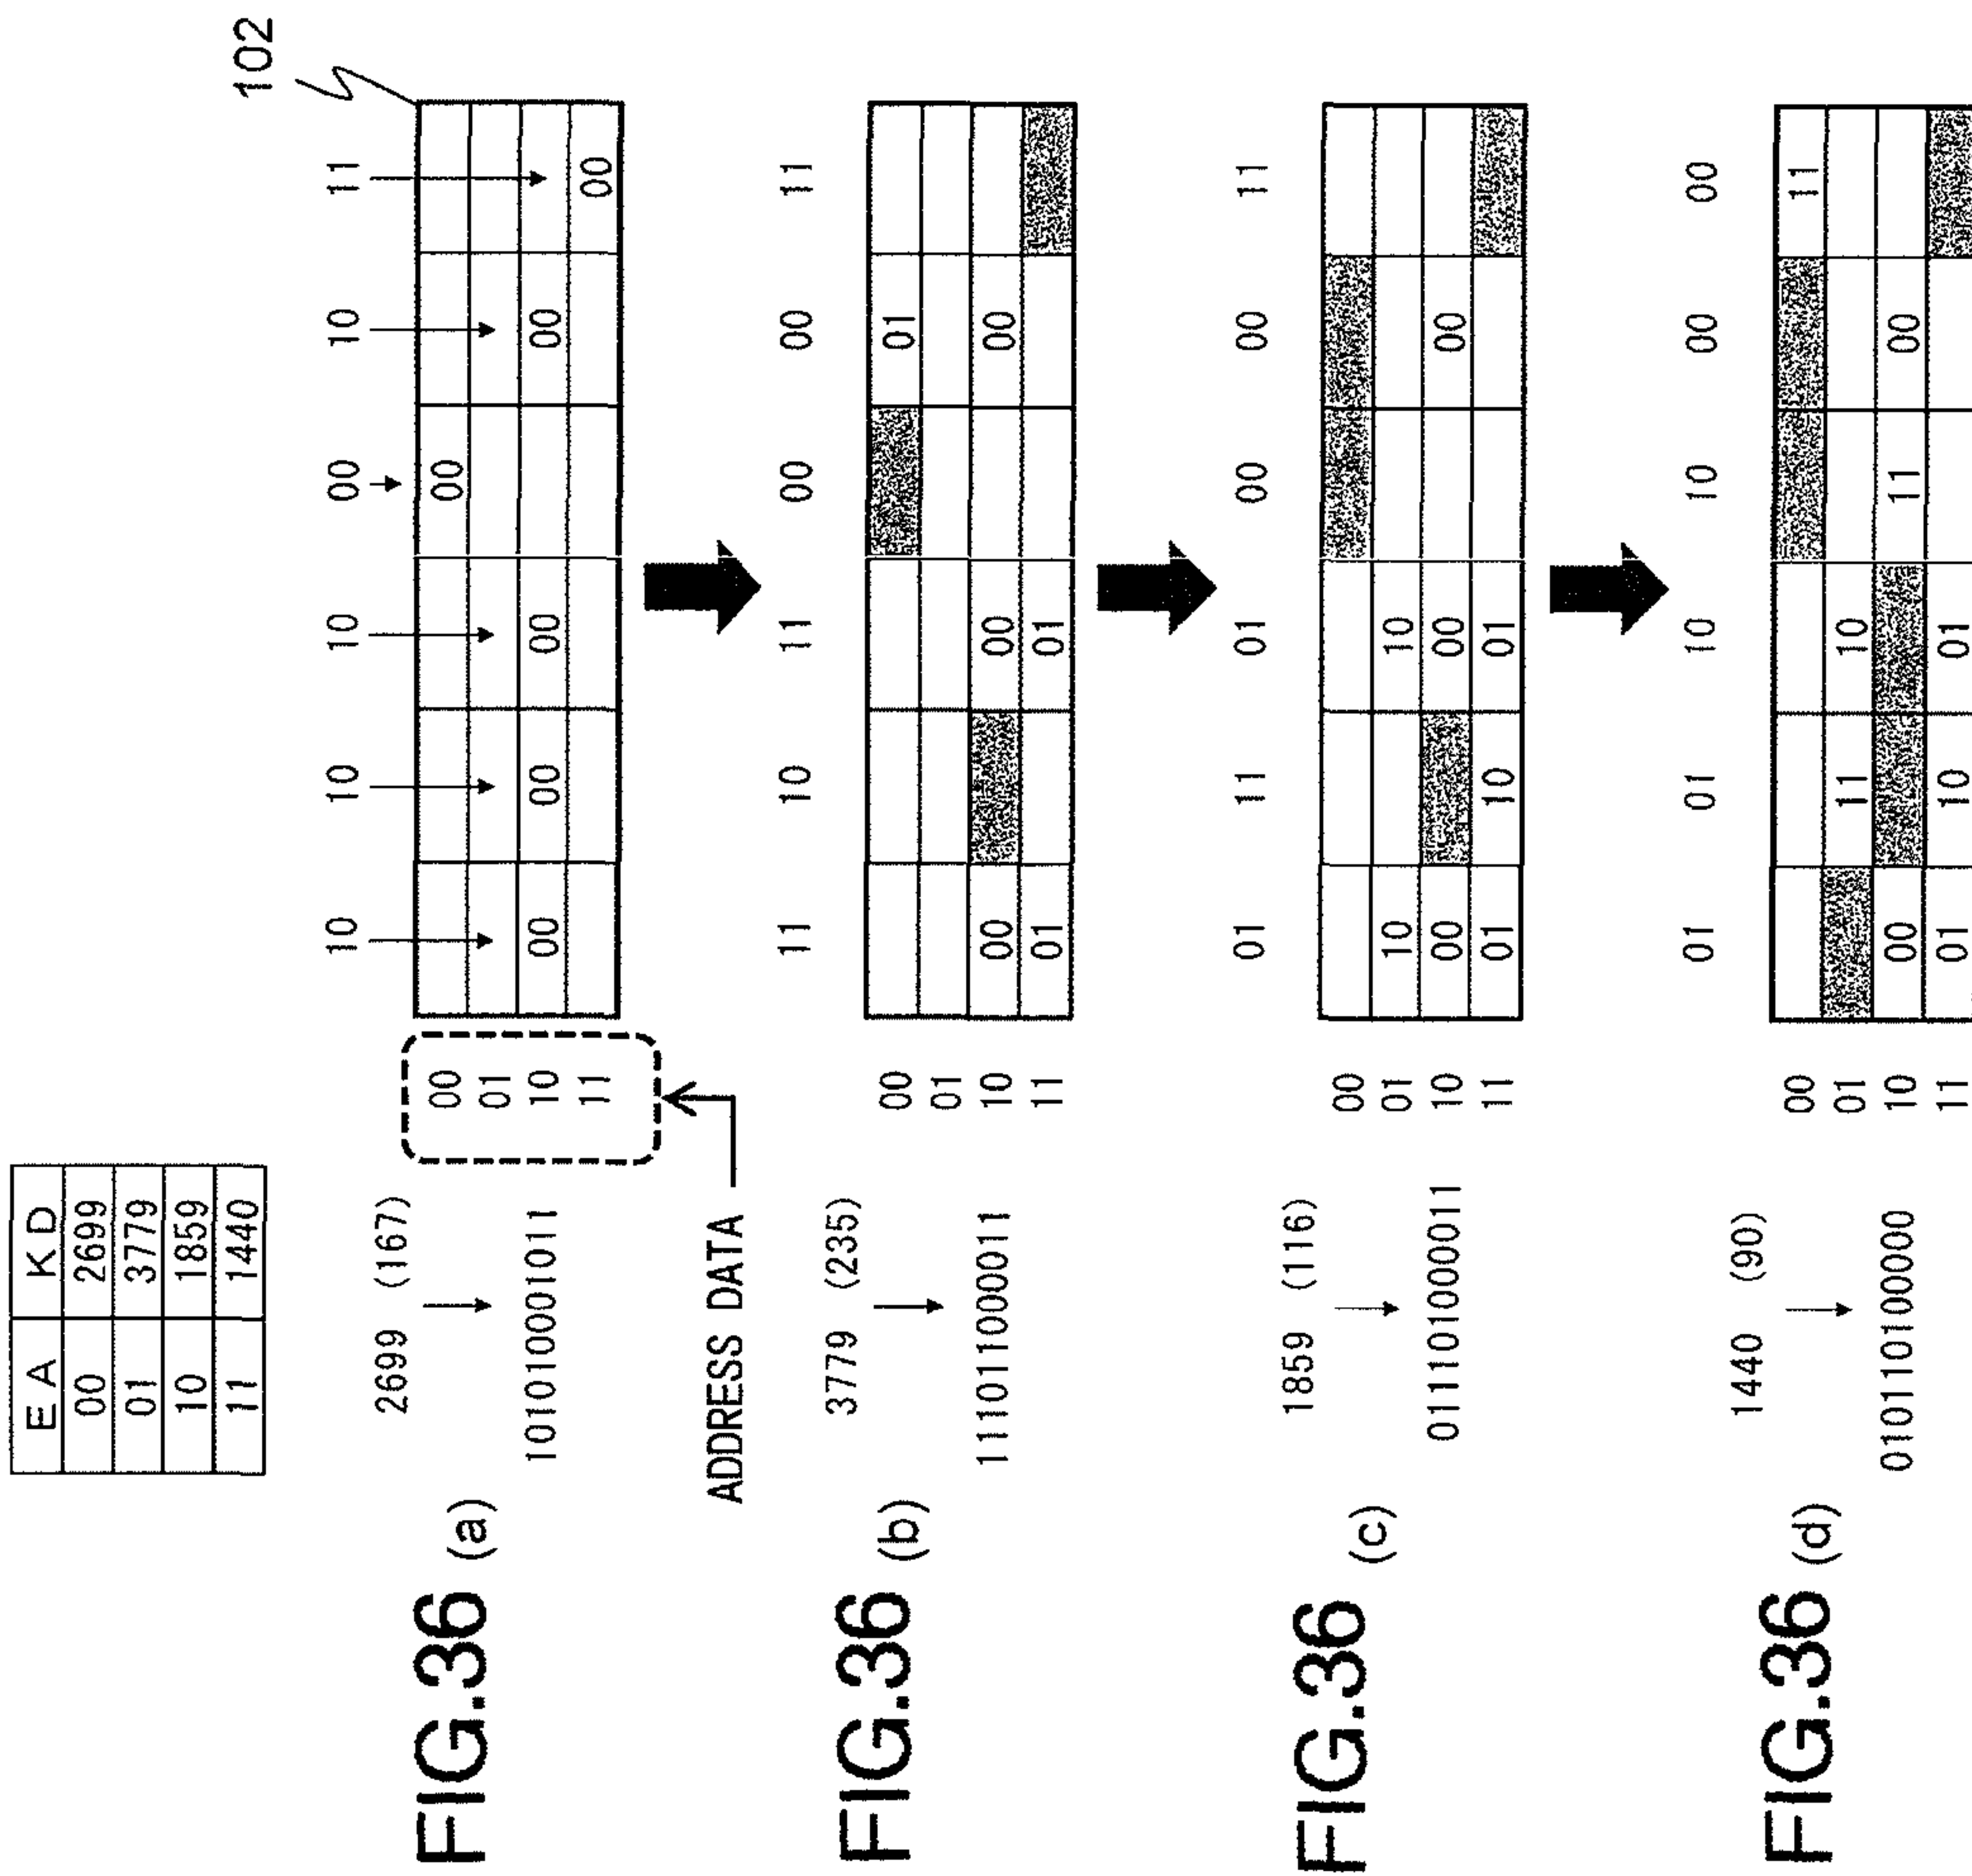 EA KD
00 2699
01 3779
10 1859
11 1440
102
10 10 10 00 10 11
2699 (167)
FIG.36 (a)
00 00
01
101010001011
10 00 00 00 00
11 00
ADDRESS DATA
11 10 11 00 00 11
3779 (235)
FIG.36 (b)
00 01
01
111011000011
10 00 00 00
11 01 01
01 11 01 00 00 11
1859 (116)
FIG.36 (c)
00
01 10 10
011101000011
10 00 00 00
11 01 10 01
01 01 10 10 00 00
1440 (90)
FIG.36 (d)
00 11
01 11 10
010110100000
10 00 11 00
11 01 10 01